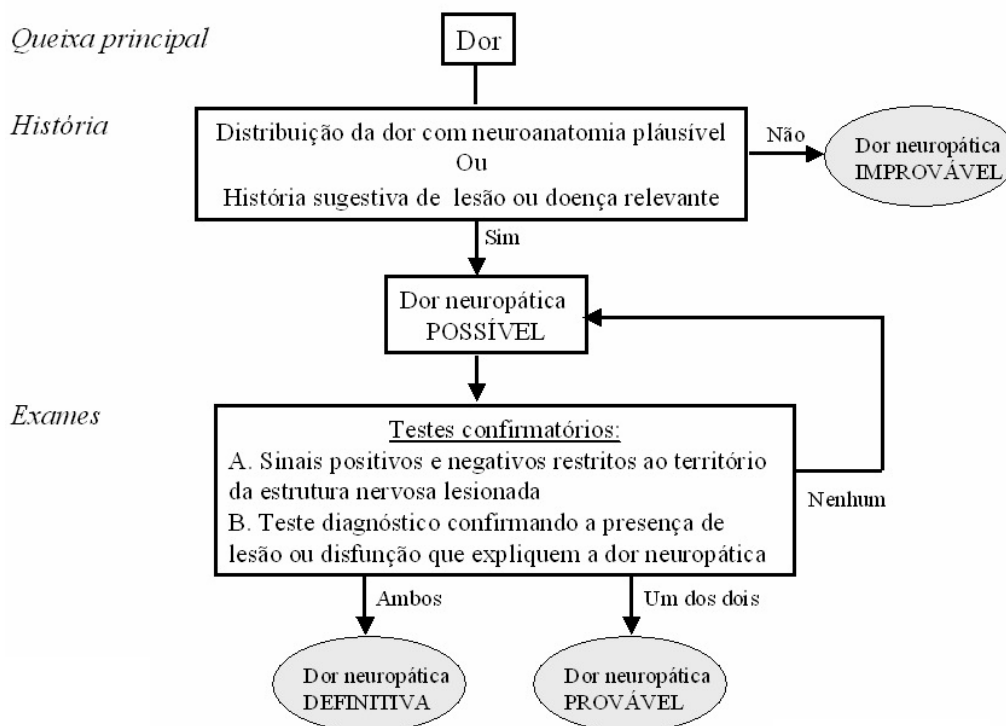 Queixa principal
Dor
História
Distribuição da dor com neuroanatomia pláusível
Ou
História sugestiva de lesão ou doença relevante
Não
Dor neuropática
IMPROVÁVEL
Sim
Dor neuropática
POSSÍVEL
Exames
Testes confirmatórios:
A. Sinais positivos e negativos restritos ao território
da estrutura nervosa lesionada
B. Teste diagnóstico confirmando a presença de
lesão ou disfunção que expliquem a dor neuropática
Nenhum
Ambos
Um dos dois
Dor neuropática
DEFINITIVA
Dor neuropática
PROVÁVEL